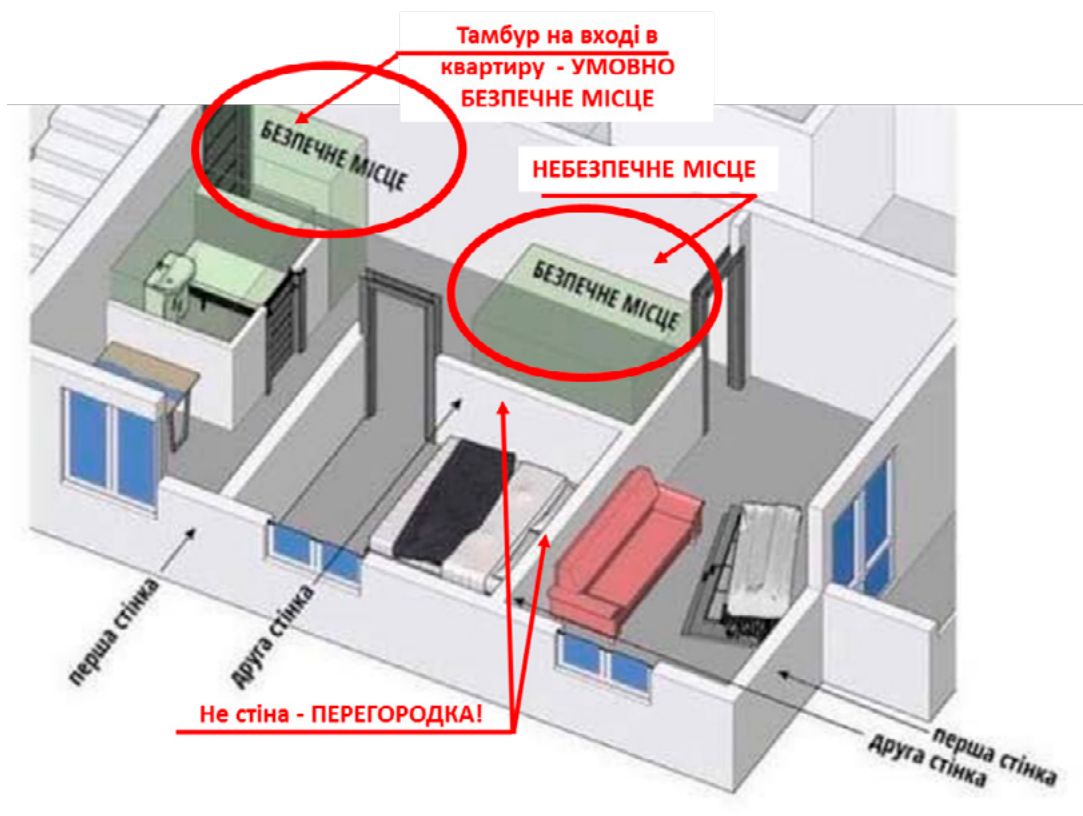 Тамбур на вході в
квартиру - УМОВНО
БЕЗПЕЧНЕ МІСЦЕ
БЕЗПЕЧНЕ МІСЦЕ
НЕБЕЗПЕЧНЕ МІСЦЕ
БЕЗПЕЧНЕ МІСЦЕ
перша стінка
друга стінка
Не стіна - ПЕРЕГОРОДКА!
перша стінка
друга стінка